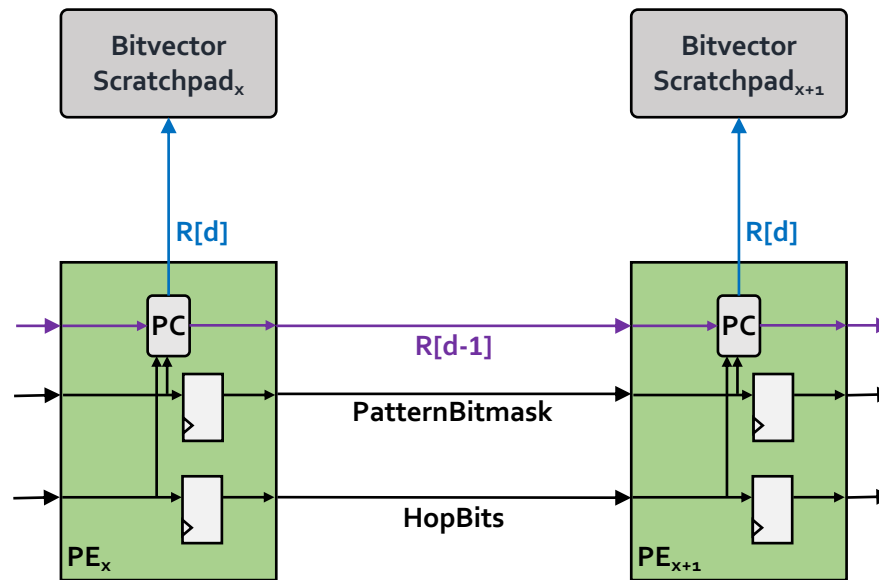 Bitvector
Scratchpadₓ
Bitvector
Scratchpadₓ₊₁
R[d]
R[d]
PC
PC
R[d-1]
PatternBitmask
HopBits
PEₓ
PEₓ₊₁